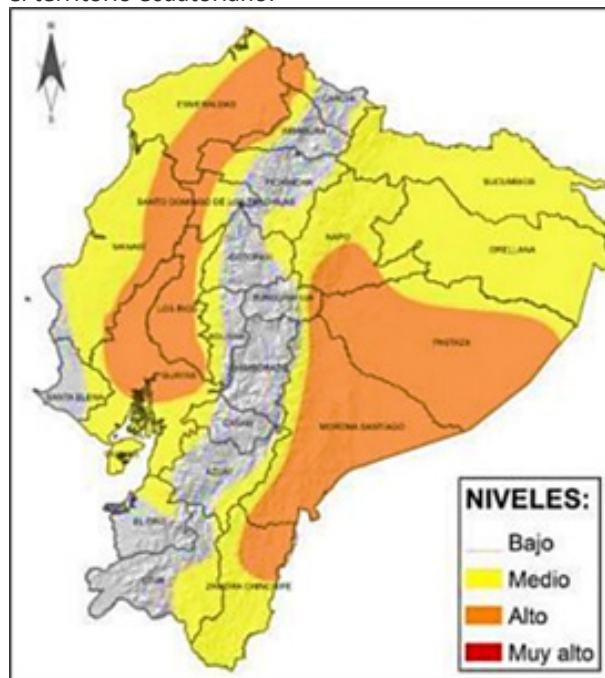 el territorio ecuatoriano.
N
S
CARCHI
ESMERALDAS
IMBABURA
PICHINCHA
SUCUMBIOS
SANTO DOMINGO DE LOS TSACHILAS
NAPO
ORELLANA
MANABI
COTOPAXI
TUNGURAHUA
LOS RIOS
BOLIVAR
PASTAZA
CHIMBORAZO
GUAYAS
SANTA ELENA
MORONA SANTIAGO
CAÑAR
AZUAY
EL ORO
LOJA
ZAMORA CHINCHIPE
NIVELES:
Bajo
Medio
Alto
Muy alto